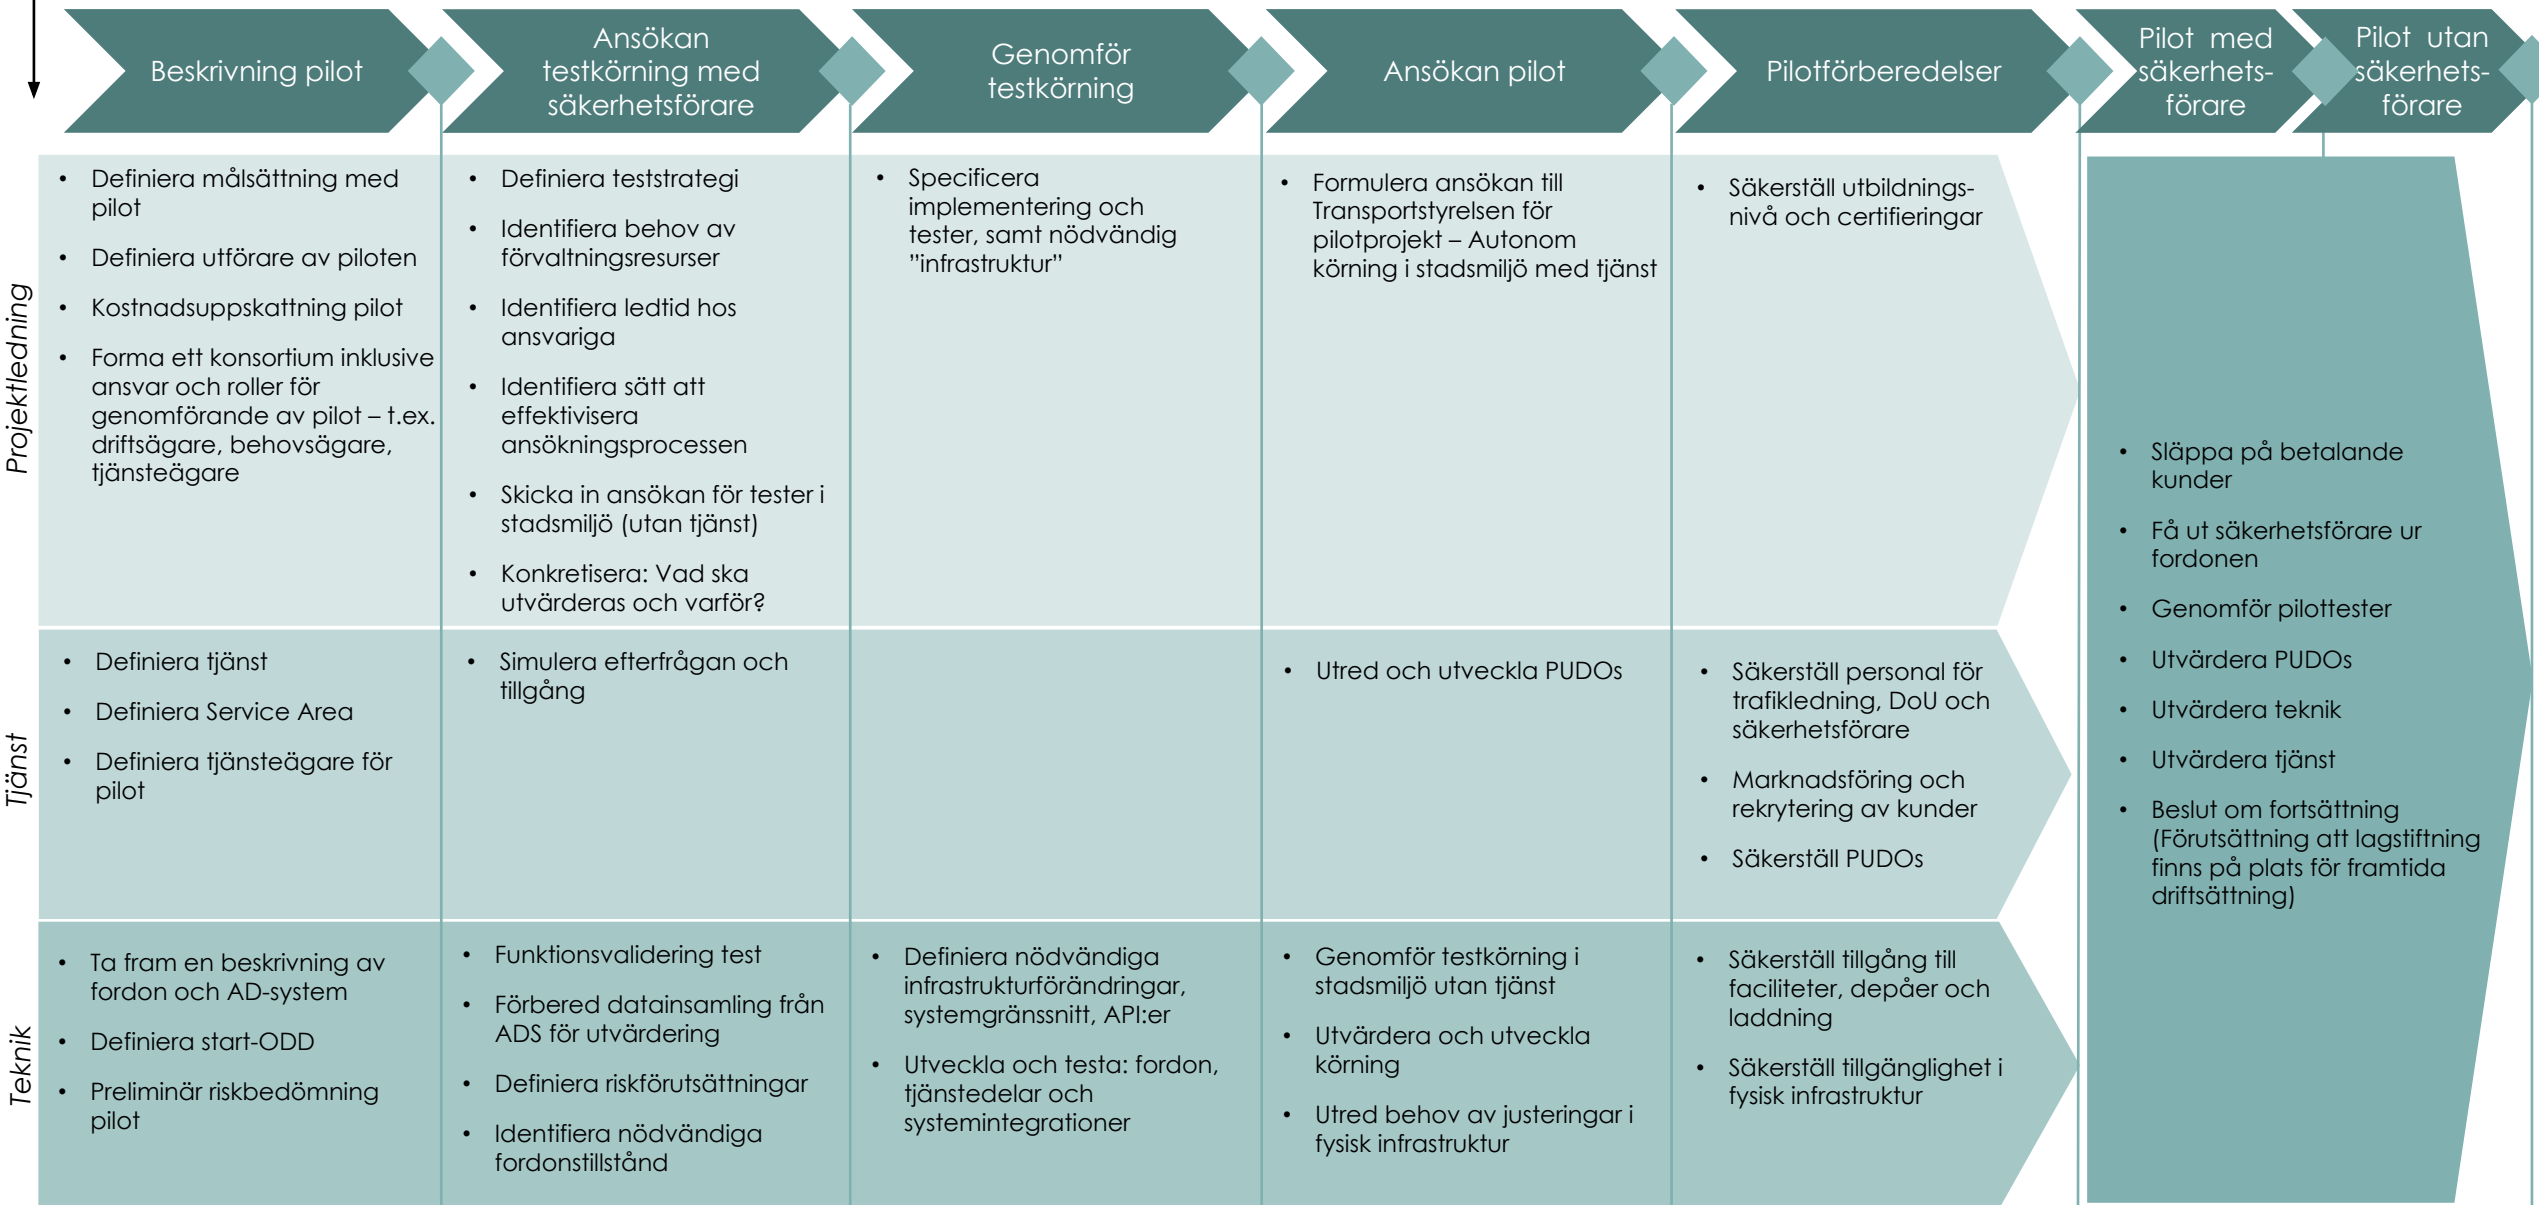 Beskrivning pilot
Ansökan
testkörning med
säkerhetsförare
Genomför
testkörning
Ansökan pilot
Pilotförberedelser
Pilot med
säkerhets-
förare
Pilot utan
säkerhets-
förare
Projektledning
• Definiera målsättning med
pilot
• Definiera utförare av piloten
• Kostnadsuppskattning pilot
• Forma ett konsortium inklusive
ansvar och roller för
genomförande av pilot – t.ex.
driftsägare, behovsägare,
tjänsteägare
• Definiera teststrategi
• Identifiera behov av
förvaltningsresurser
• Identifiera ledtid hos
ansvariga
• Identifiera sätt att
effektivisera
ansökningsprocessen
• Skicka in ansökan för tester i
stadsmiljö (utan tjänst)
• Konkretisera: Vad ska
utvärderas och varför?
• Specificera
implementering och
tester, samt nödvändig
”infrastruktur”
• Formulera ansökan till
Transportstyrelsen för
pilotprojekt – Autonom
körning i stadsmiljö med tjänst
• Säkerställ utbildnings-
nivå och certifieringar
Tjänst
• Definiera tjänst
• Definiera Service Area
• Definiera tjänsteägare för
pilot
• Simulera efterfrågan och
tillgång
• Utred och utveckla PUDOs
• Säkerställ personal för
trafikledning, DoU och
säkerhetsförare
• Marknadsföring och
rekrytering av kunder
• Säkerställ PUDOs
Teknik
• Ta fram en beskrivning av
fordon och AD-system
• Definiera start-ODD
• Preliminär riskbedömning
pilot
• Funktionsvalidering test
• Förbered datainsamling från
ADS för utvärdering
• Definiera riskförutsättningar
• Identifiera nödvändiga
fordonstillstånd
• Definiera nödvändiga
infrastrukturförändringar,
systemgränssnitt, API:er
• Utveckla och testa: fordon,
tjänstedelar och
systemintegrationer
• Genomför testkörning i
stadsmiljö utan tjänst
• Utvärdera och utveckla
körning
• Utred behov av justeringar i
fysisk infrastruktur
• Säkerställ tillgång till
faciliteter, depåer och
laddning
• Säkerställ tillgänglighet i
fysisk infrastruktur
• Släppa på betalande
kunder
• Få ut säkerhetsförare ur
fordonen
• Genomför pilottester
• Utvärdera PUDOs
• Utvärdera teknik
• Utvärdera tjänst
• Beslut om fortsättning
(Förutsättning att lagstiftning
finns på plats för framtida
driftsättning)